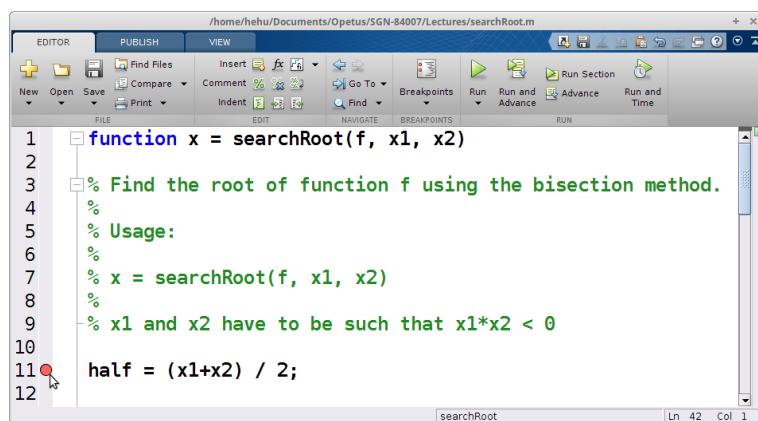 /home/hehu/Documents/Opetus/SGN-84007/Lectures/searchRoot.m
EDITOR PUBLISH VIEW
New Open Save Find Files Compare Print
Insert fx Comment % Indent
Go To Find
Breakpoints
Run Run and Advance Run Section Advance Run and Time
FILE EDIT NAVIGATE BREAKPOINTS RUN
1 function x = searchRoot(f, x1, x2)
2
3 % Find the root of function f using the bisection method.
4 %
5 % Usage:
6 %
7 % x = searchRoot(f, x1, x2)
8 %
9 % x1 and x2 have to be such that x1*x2 < 0
10
11 half = (x1+x2) / 2;
12
searchRoot Ln 42 Col 1